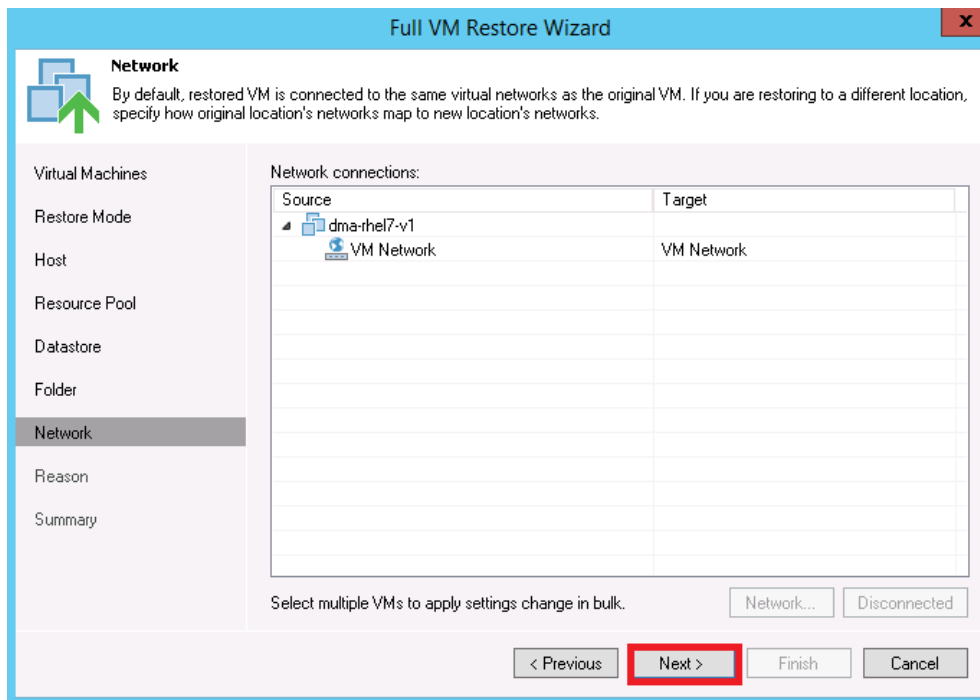 Full VM Restore Wizard
x
Network
By default, restored VM is connected to the same virtual networks as the original VM. If you are restoring to a different location,
specify how original location's networks map to new location's networks.
Virtual Machines
Restore Mode
Host
Resource Pool
Datastore
Folder
Network
Reason
Summary
Network connections:
Source Target
dma-rhel7-v1
VM Network VM Network
Select multiple VMs to apply settings change in bulk.
Network... Disconnected
< Previous Next > Finish Cancel